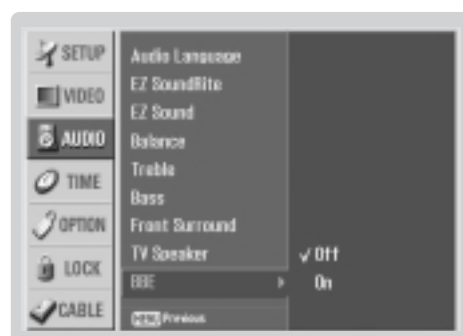 SETUP
VIDEO
AUDIO
TIME
OPTION
LOCK
CABLE
Audio Language
EZ SoundRite
EZ Sound
Balance
Treble
Bass
Front Surround
TV Speaker
BBE
Off
On
MENU Previous